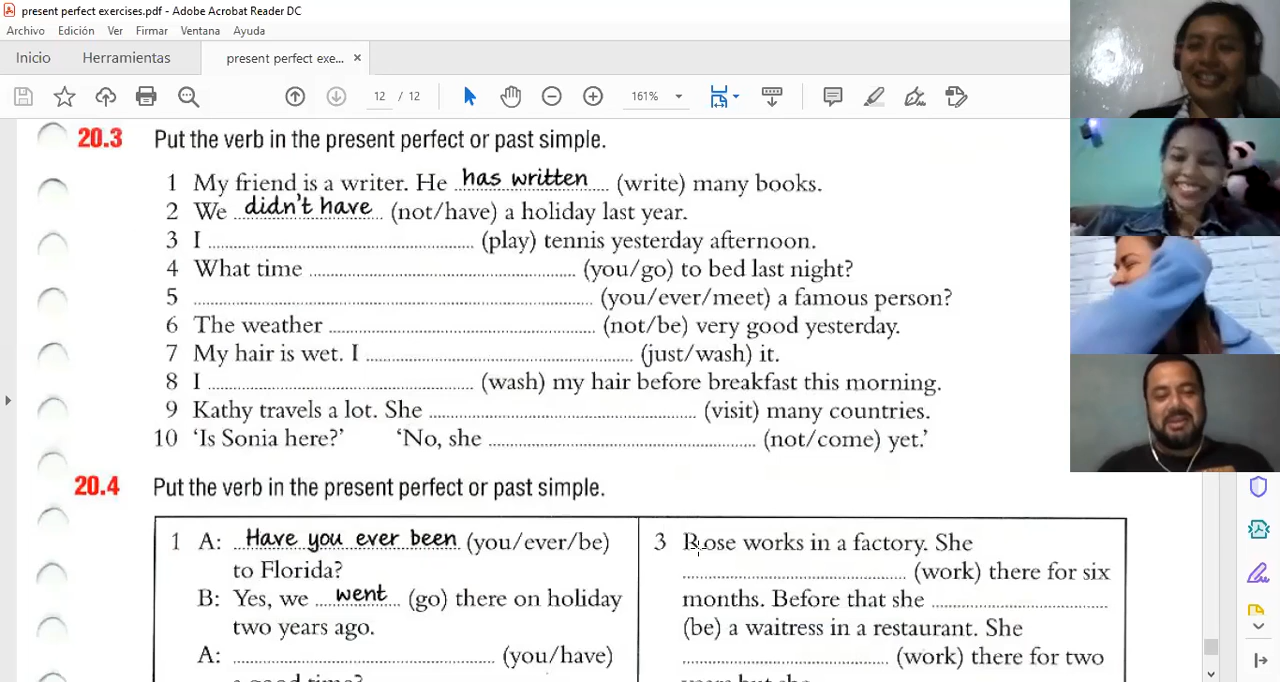 present perfect exercises.pdf - Adobe Acrobat Reader DC
Archivo Edición Ver Firmar Ventana Ayuda
Inicio Herramientas present perfect exe... ×
12 / 12 161%
20.3 Put the verb in the present perfect or past simple.
1 My friend is a writer. He has written (write) many books.
2 We didn't have (not/have) a holiday last year.
3 I ........ (play) tennis yesterday afternoon.
4 What time ........ (you/go) to bed last night?
5 ........ (you/ever/meet) a famous person?
6 The weather ........ (not/be) very good yesterday.
7 My hair is wet. I ........ (just/wash) it.
8 I ........ (wash) my hair before breakfast this morning.
9 Kathy travels a lot. She ........ (visit) many countries.
10 ‘Is Sonia here?’ ‘No, she ........ (not/come) yet.’
20.4 Put the verb in the present perfect or past simple.
1 A: Have you ever been (you/ever/be)
to Florida?
B: Yes, we went (go) there on holiday
two years ago.
A: ........ (you/have)
3 Rose works in a factory. She
........ (work) there for six
months. Before that she ........
(be) a waitress in a restaurant. She
........ (work) there for two